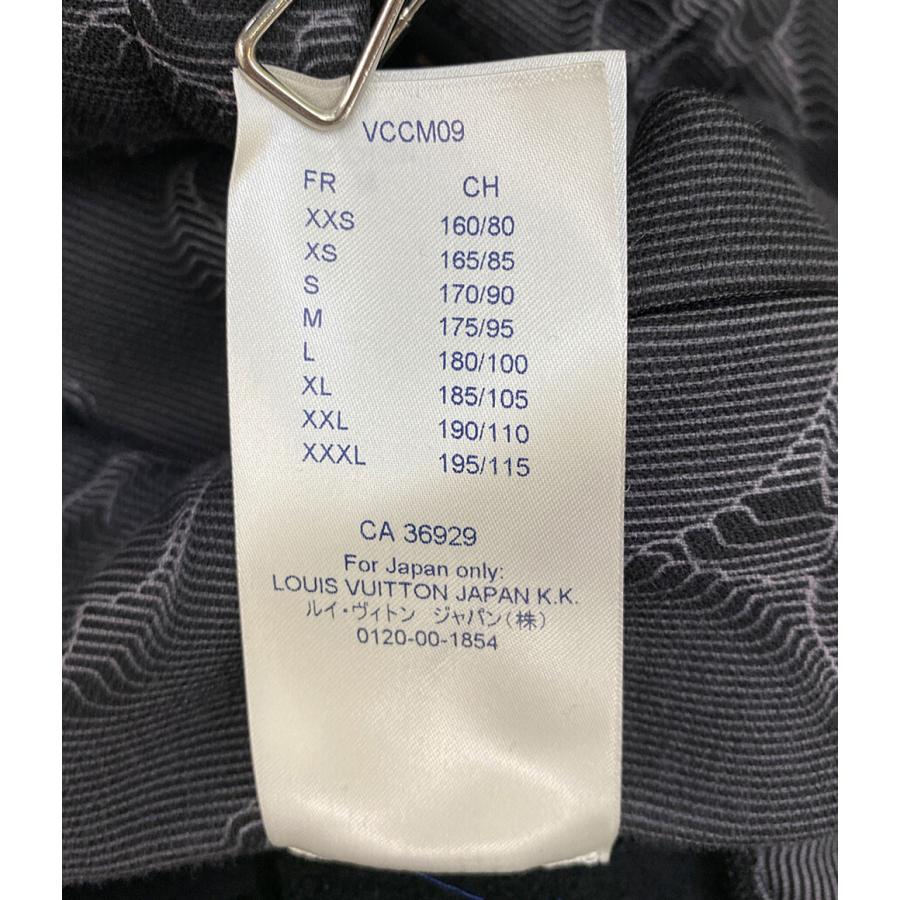 VCCM09
FR CH
XXS 160/80
XS 165/85
S 170/90
M 175/95
L 180/100
XL 185/105
XXL 190/110
XXXL 195/115
CA 36929
For Japan only:
LOUIS VUITTON JAPAN K.K.
ルイ・ヴィトン ジャパン(株)
0120-00-1854